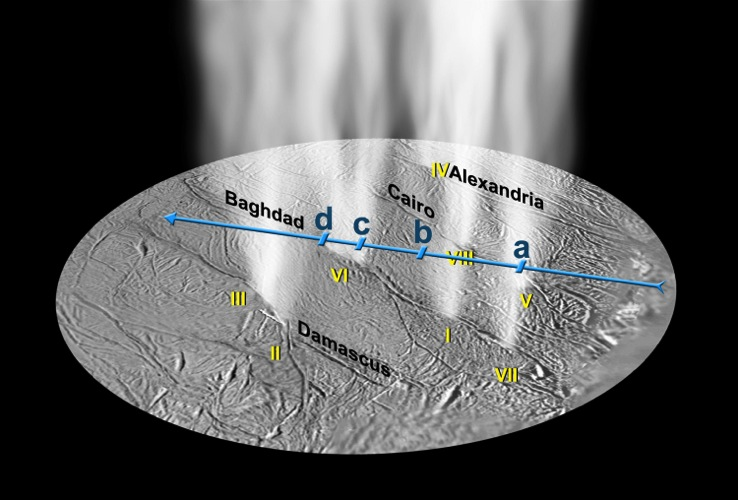 IV Alexandria
Cairo
Baghdad
d
c
b
a
VIII
VI
III
V
I
II
Damascus
VII